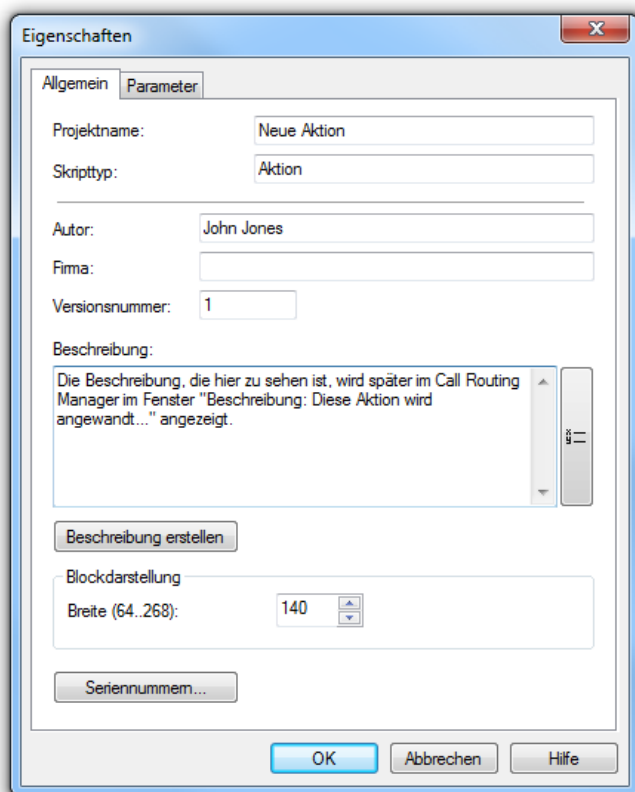 Eigenschaften
Allgemein Parameter
Projektname: Neue Aktion
Skripttyp: Aktion
Autor: John Jones
Firma:
Versionsnummer: 1
Beschreibung:
Die Beschreibung, die hier zu sehen ist, wird später im Call Routing
Manager im Fenster "Beschreibung: Diese Aktion wird
angewandt..." angezeigt.
Beschreibung erstellen
Blockdarstellung
Breite (64..268): 140
Seriennummern...
OK Abbrechen Hilfe